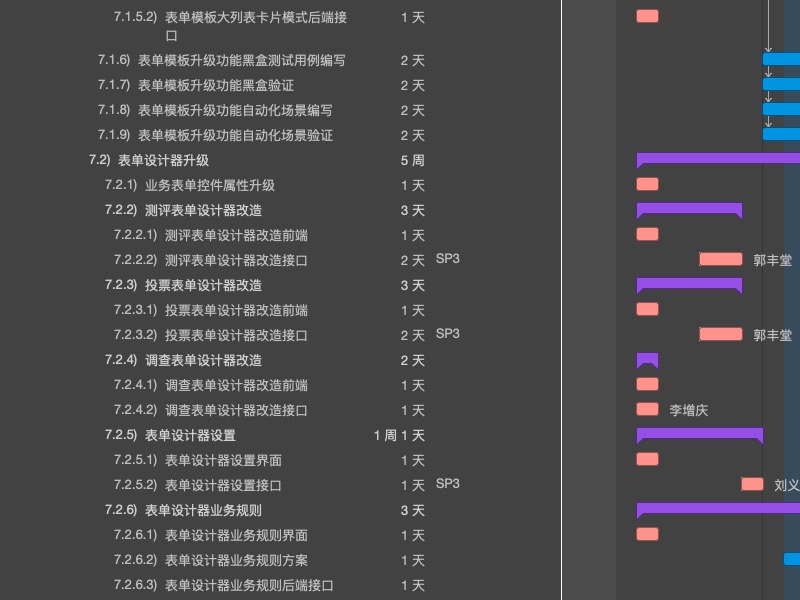 7.1.5.2) 表单模板大列表卡片模式后端接 1 天
口
7.1.6) 表单模板升级功能黑盒测试用例编写 2 天
7.1.7) 表单模板升级功能黑盒验证 2 天
7.1.8) 表单模板升级功能自动化场景编写 2 天
7.1.9) 表单模板升级功能自动化场景验证 2 天
7.2) 表单设计器升级 5 周
7.2.1) 业务表单控件属性升级 1 天
7.2.2) 测评表单设计器改造 3 天
7.2.2.1) 测评表单设计器改造前端 1 天
7.2.2.2) 测评表单设计器改造接口 2 天 SP3 郭丰堂
7.2.3) 投票表单设计器改造 3 天
7.2.3.1) 投票表单设计器改造前端 1 天
7.2.3.2) 投票表单设计器改造接口 2 天 SP3 郭丰堂
7.2.4) 调查表单设计器改造 2 天
7.2.4.1) 调查表单设计器改造前端 1 天
7.2.4.2) 调查表单设计器改造接口 1 天 李增庆
7.2.5) 表单设计器设置 1 周 1 天
7.2.5.1) 表单设计器设置界面 1 天
7.2.5.2) 表单设计器设置接口 1 天 SP3 刘义
7.2.6) 表单设计器业务规则 3 天
7.2.6.1) 表单设计器业务规则界面 1 天
7.2.6.2) 表单设计器业务规则方案 1 天
7.2.6.3) 表单设计器业务规则后端接口 1 天